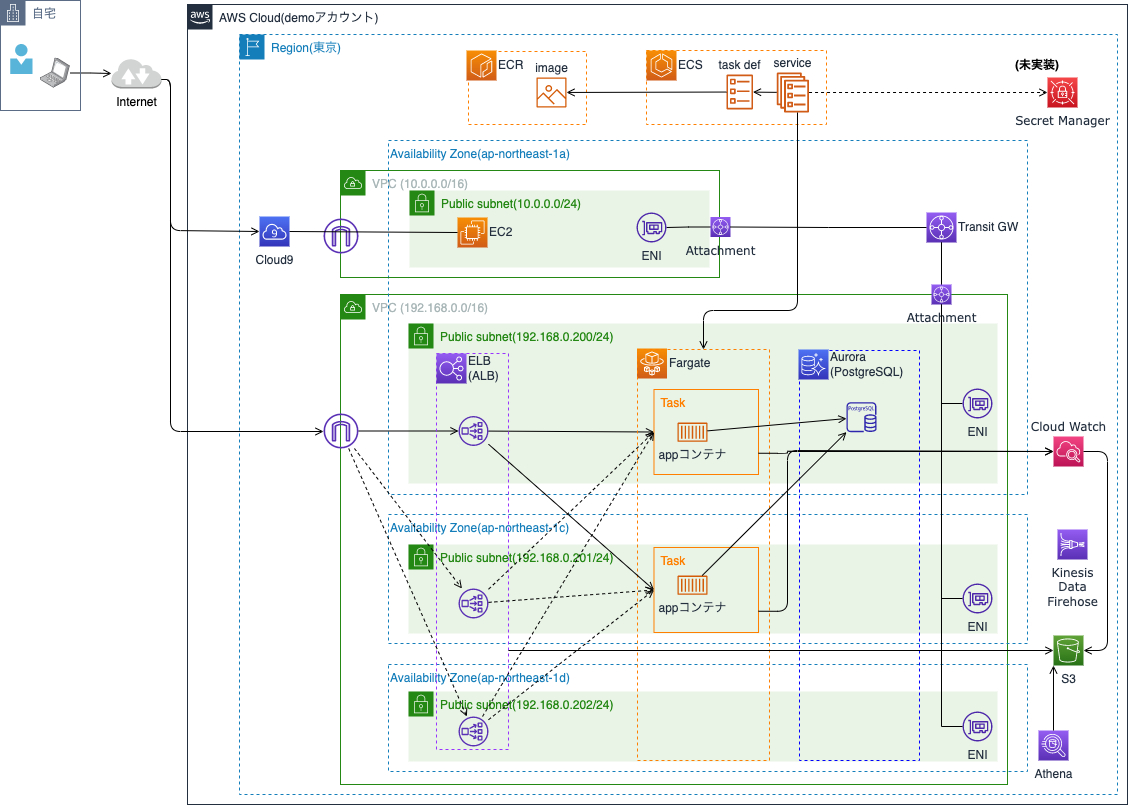 自宅
Internet
aws
AWS Cloud(demoアカウント)
Region(東京)
ECR
image
ECS
task def
service
(未実装)
Secret Manager
Availability Zone(ap-northeast-1a)
VPC (10.0.0.0/16)
Public subnet(10.0.0.0/24)
9
Cloud9
EC2
ENI
Attachment
Transit GW
Attachment
VPC (192.168.0.0/16)
Public subnet(192.168.0.200/24)
ELB
(ALB)
Fargate
Aurora
(PostgreSQL)
Task
appコンテナ
PostgreSQL
ENI
Cloud Watch
Availability Zone(ap-northeast-1c)
Public subnet(192.168.0.201/24)
Task
appコンテナ
ENI
Kinesis
Data
Firehose
S3
Availability Zone(ap-northeast-1d)
Public subnet(192.168.0.202/24)
ENI
Athena